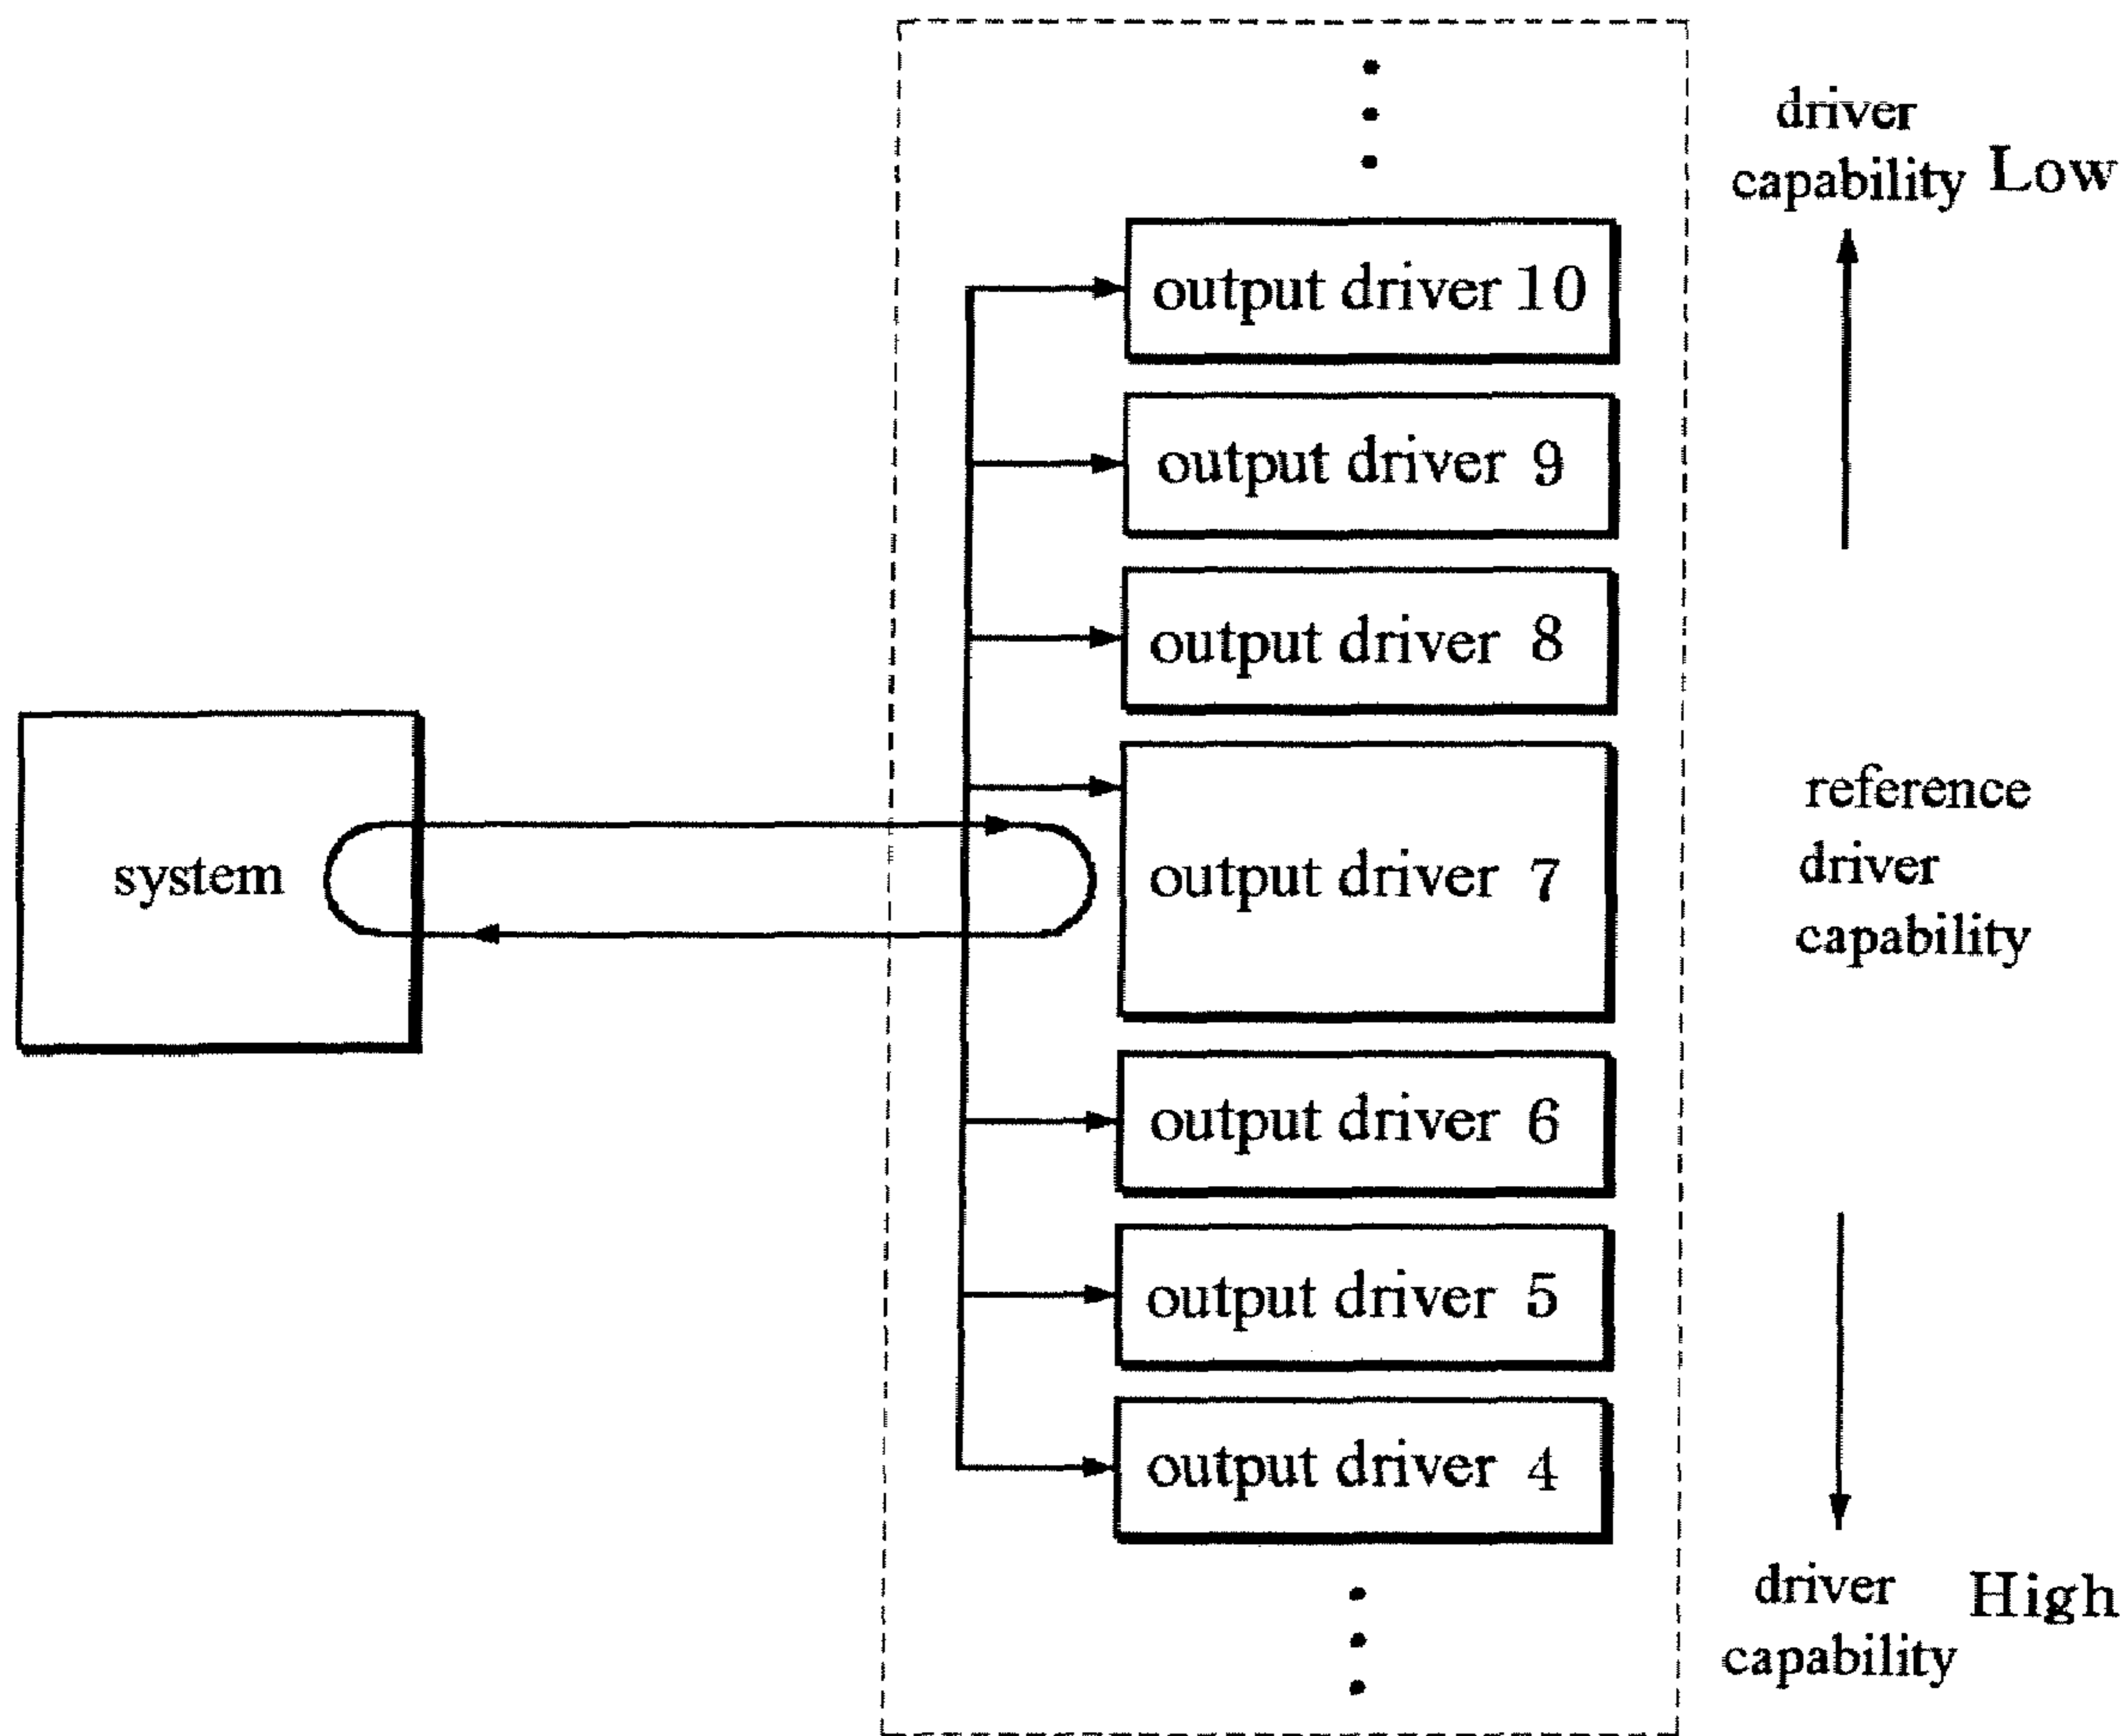 driver
capability Low
output driver 10
output driver 9
output driver 8
system
output driver 7
reference
driver
capability
output driver 6
output driver 5
output driver 4
driver High
capability